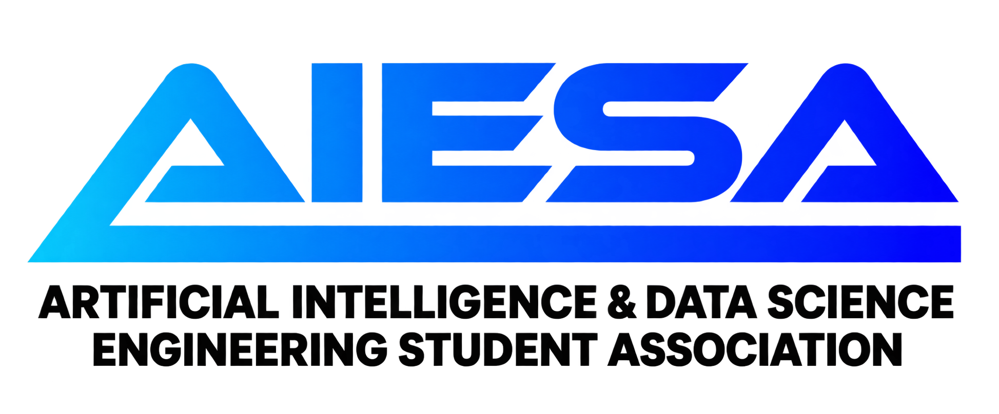 AIESA
ARTIFICIAL INTELLIGENCE & DATA SCIENCE
ENGINEERING STUDENT ASSOCIATION